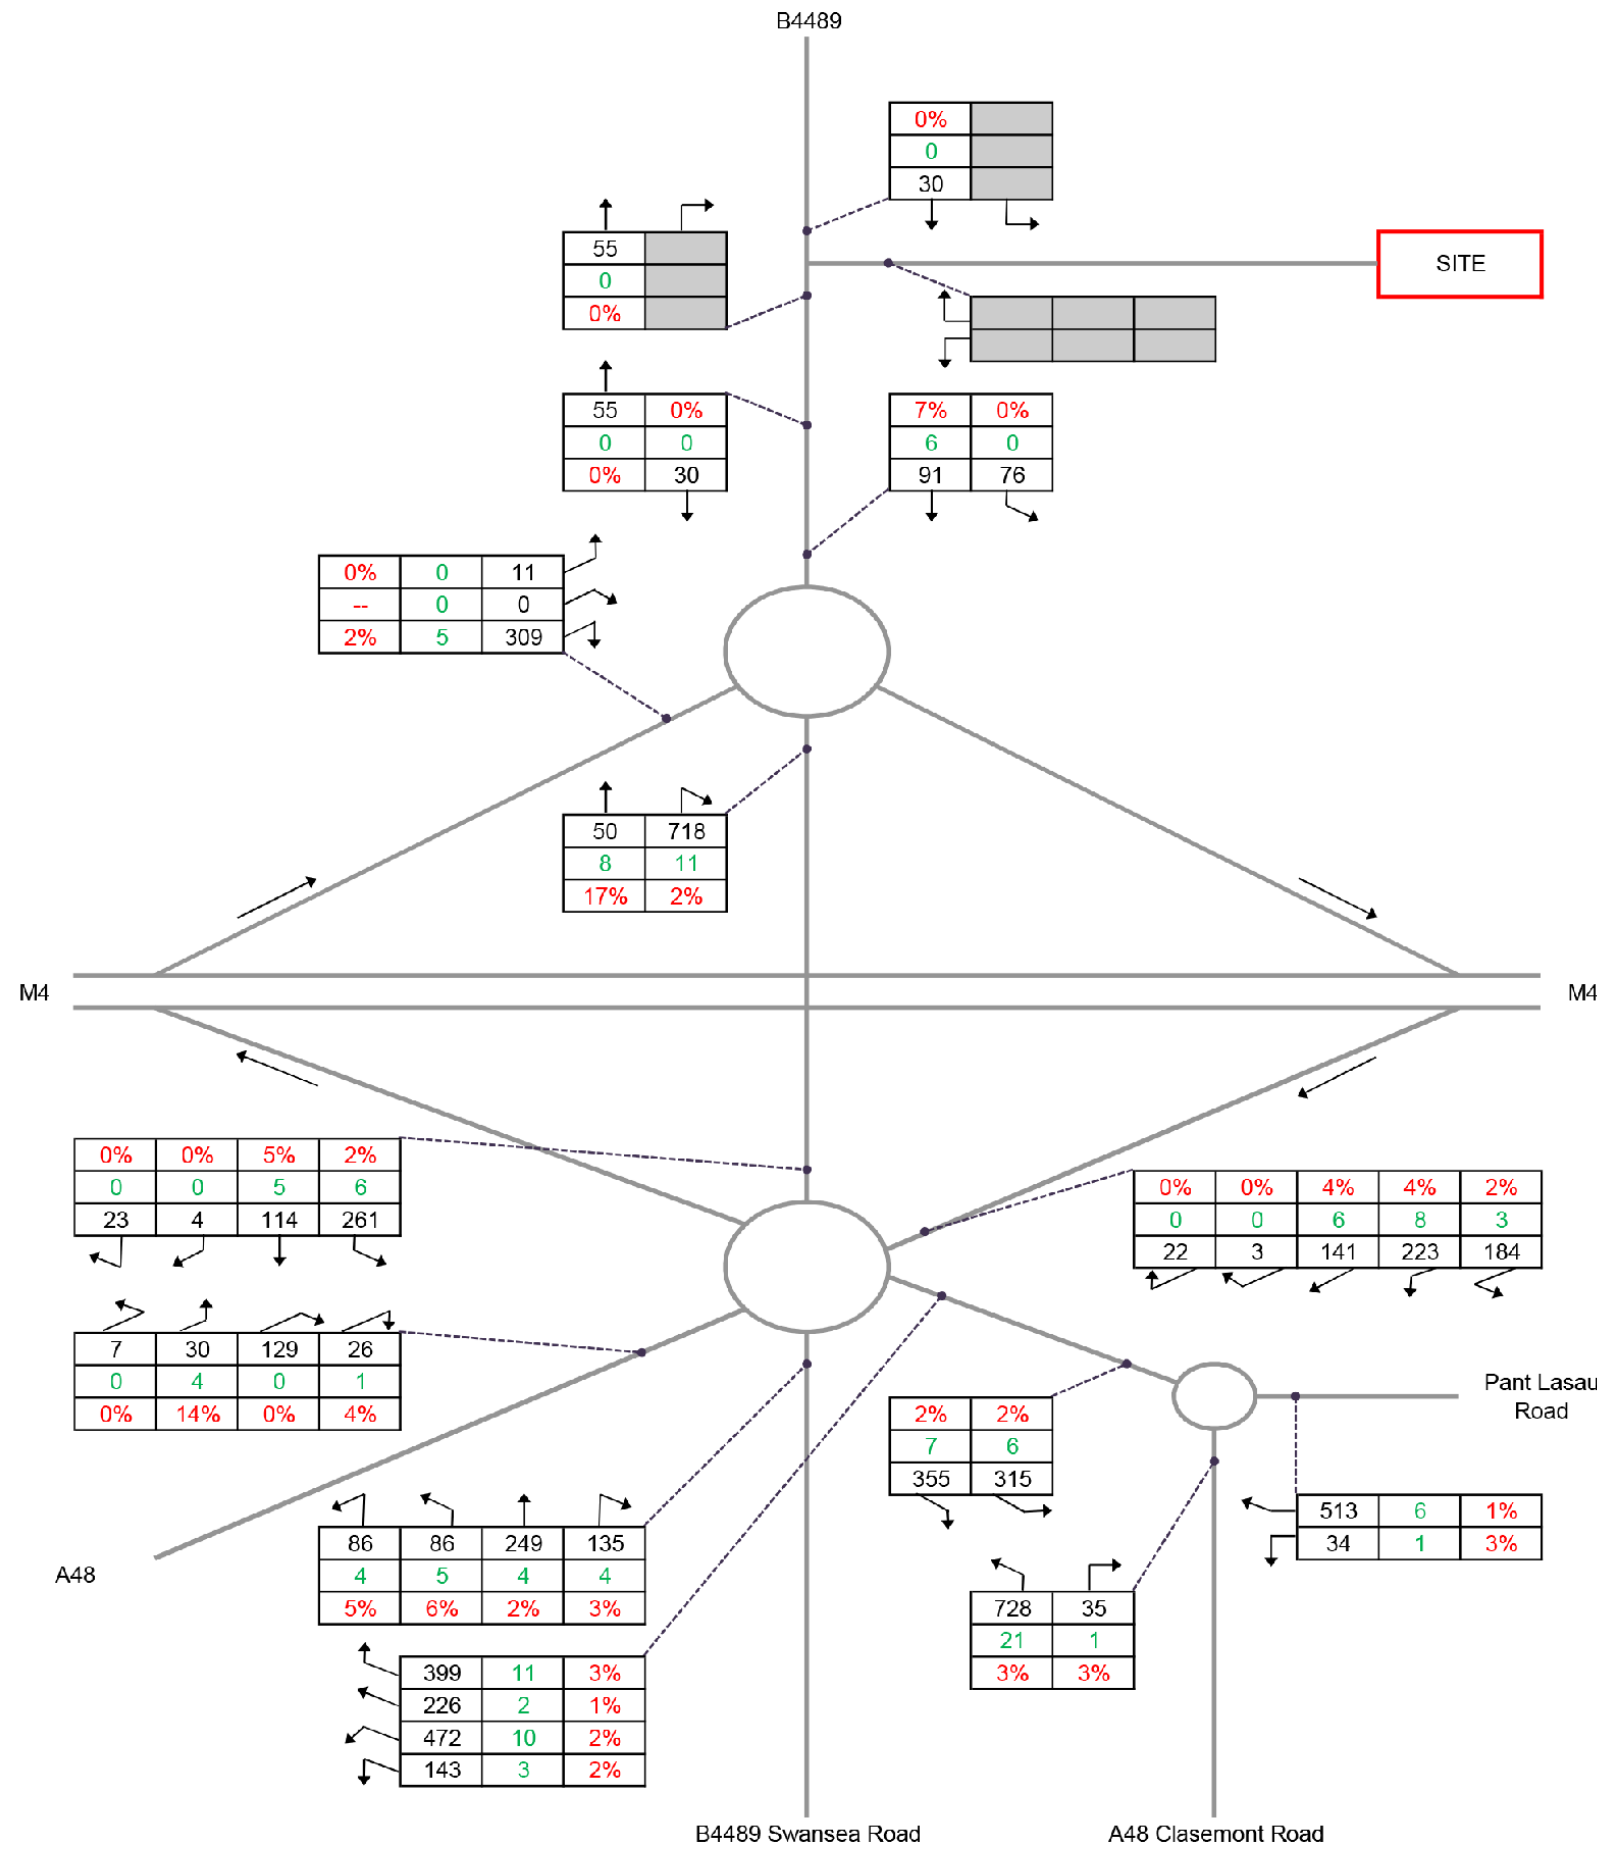 B4489
0%
0
30
55
0
0%
SITE
55 0%
0 0
0% 30
7% 0%
6 0
91 76
0% 0 11
-- 0 0
2% 5 309
50 718
8 11
17% 2%
M4
M4
0% 0% 5% 2%
0 0 5 6
23 4 114 261
0% 0% 4% 4% 2%
0 0 6 8 3
22 3 141 223 184
7 30 129 26
0 4 0 1
0% 14% 0% 4%
2% 2%
7 6
355 315
Pant Lasau
Road
513 6 1%
34 1 3%
A48
86 86 249 135
4 5 4 4
5% 6% 2% 3%
728 35
21 1
3% 3%
399 11 3%
226 2 1%
472 10 2%
143 3 2%
B4489 Swansea Road
A48 Clasemont Road